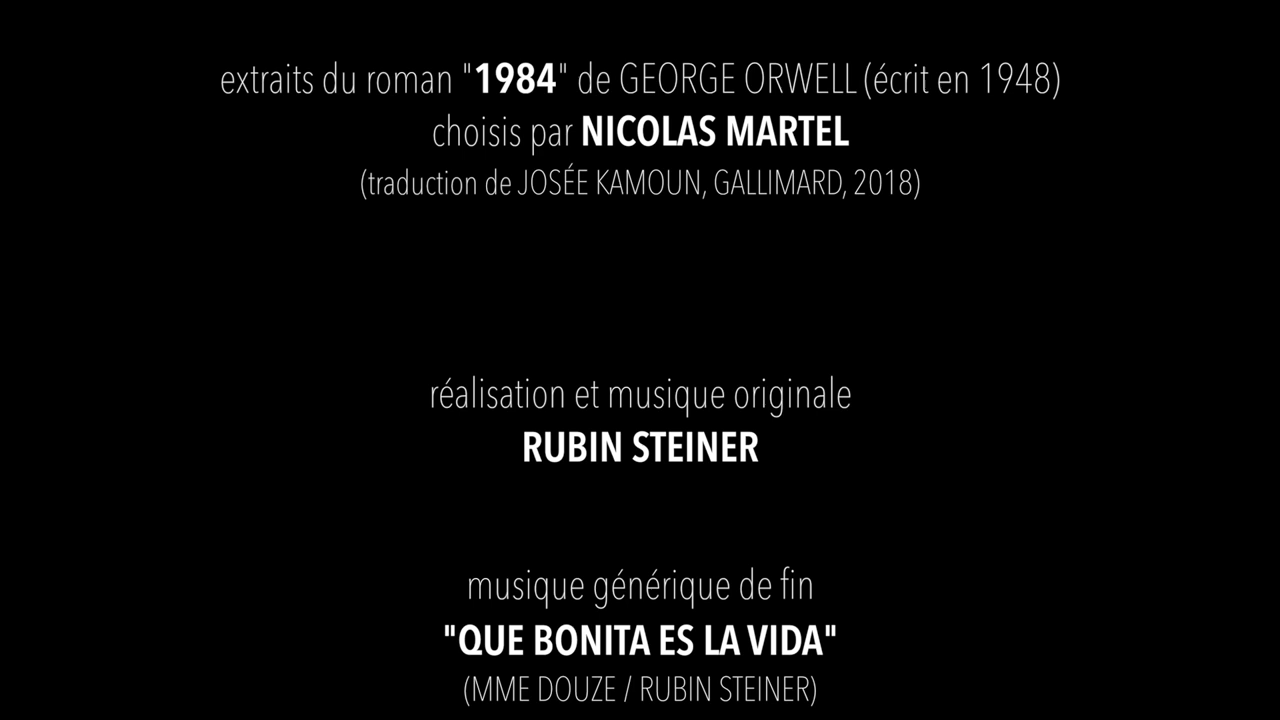 extraits du roman "1984" de GEORGE ORWELL (écrit en 1948)
choisis par NICOLAS MARTEL
(traduction de JOSÉE KAMOUN, GALLIMARD, 2018)
réalisation et musique originale
RUBIN STEINER
musique générique de fin
"QUE BONITA ES LA VIDA"
(MME DOUZE / RUBIN STEINER)